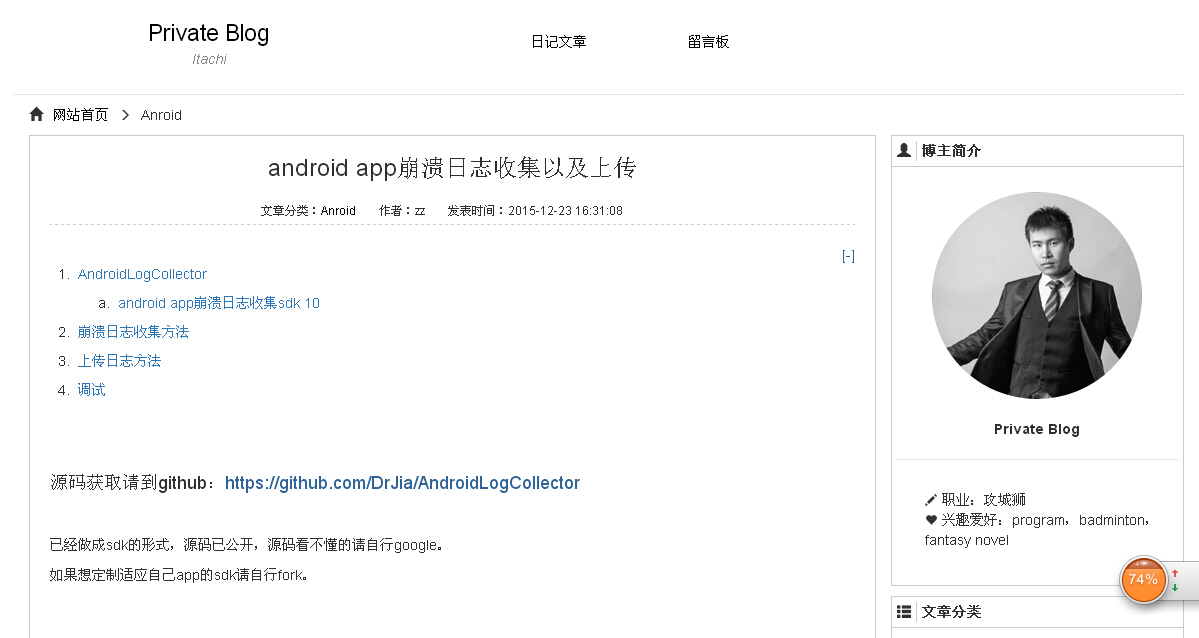 Private Blog
Itachi
日记文章
留言板
网站首页 > Anroid
android app崩溃日志收集以及上传
文章分类：Anroid 作者：zz 发表时间：2015-12-23 16:31:08
[-]
1. AndroidLogCollector
a. android app崩溃日志收集sdk 10
2. 崩溃日志收集方法
3. 上传日志方法
4. 调试
源码获取请到github：https://github.com/DrJia/AndroidLogCollector
已经做成sdk的形式，源码已公开，源码看不懂的请自行google。
如果想定制适应自己app的sdk请自行fork。
博主简介
Private Blog
职业：攻城狮
兴趣爱好：program，badminton，
fantasy novel
74%
文章分类